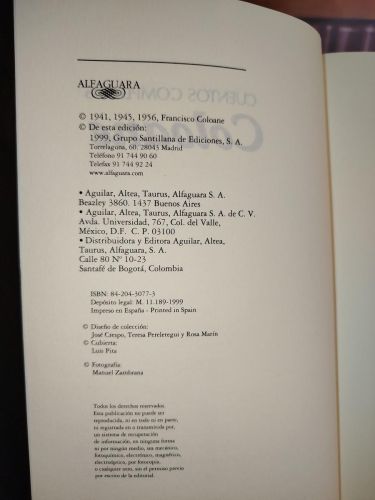 ALFAGUARA
CUENTOS COMP
© 1941, 1945, 1956, Francisco Coloane
© De esta edición:
1999, Grupo Santillana de Ediciones, S. A.
Torrelaguna, 60. 28043 Madrid
Teléfono 91 744 90 60
Telefax 91 744 92 24
www.alfaguara.com
• Aguilar, Altea, Taurus, Alfaguara S. A.
Beazley 3860. 1437 Buenos Aires
• Aguilar, Altea, Taurus, Alfaguara S. A. de C. V.
Avda. Universidad, 767, Col. del Valle,
México, D.F. C. P. 03100
• Distribuidora y Editora Aguilar, Altea,
Taurus, Alfaguara, S. A.
Calle 80 Nº 10-23
Santafé de Bogotá, Colombia
ISBN: 84-204-3077-3
Depósito legal: M. 11.189-1999
Impreso en España - Printed in Spain
© Diseño de colección:
José Crespo, Teresa Perelétegui y Rosa Marín
© Cubierta:
Luis Pita
© Fotografía:
Manuel Zambrana
Todos los derechos reservados.
Esta publicación no puede ser
reproducida, ni en todo ni en parte,
ni registrada en o transmitida por,
un sistema de recuperación
de información, en ninguna forma
ni por ningún medio, sea mecánico,
fotoquímico, electrónico, magnético,
electroóptico, por fotocopia,
o cualquier otro, sin el permiso previo
por escrito de la editorial.